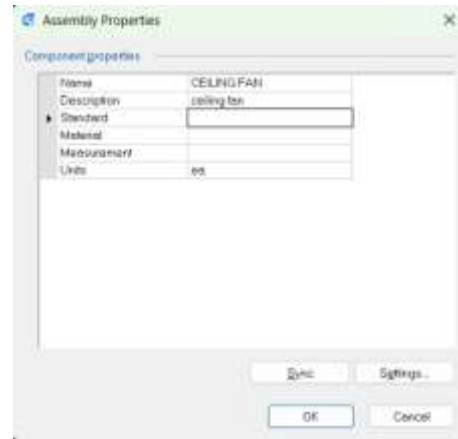 Assembly Properties
Component properties
Name CEILING FAN
Description ceiling fan
Standard
Material
Measurement
Units ea
Sync Settings...
OK Cancel